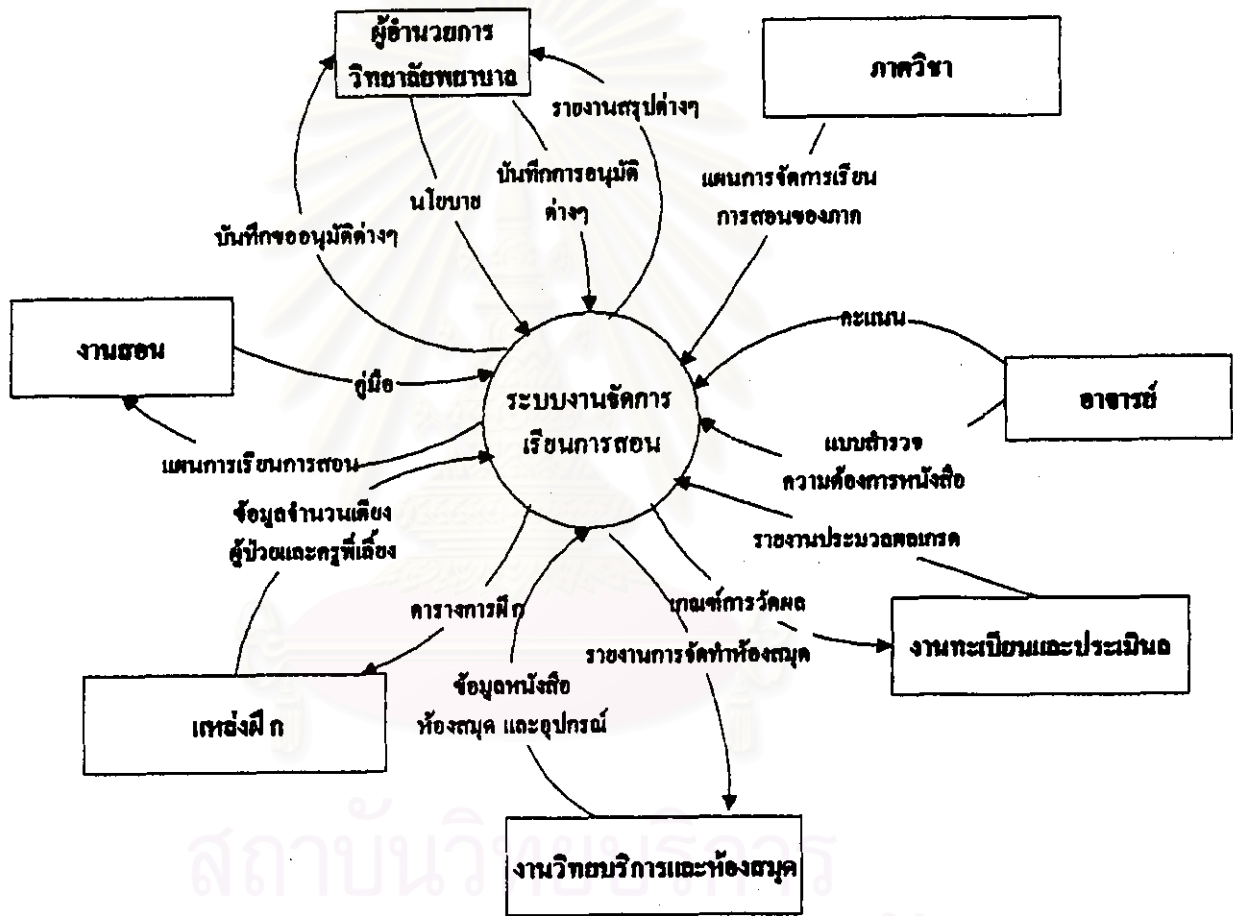 ผู้อำนวยการ
วิทยาลัยพยาบาล
ภาควิชา
รายงานสรุปต่างๆ
บันทึกการอนุมัติ
ต่างๆ
แผนการจัดการเรียน
การสอนของภาค
นโยบาย
บันทึกขออนุมัติต่างๆ
งานสอน
คู่มือ
คะแนน
อาจารย์
ระบบงานจัดการ
เรียนการสอน
แบบสำรวจ
ความต้องการหนังสือ
แผนการเรียนการสอน
ข้อมูลจำนวนเตียง
ผู้ป่วยและครูพี่เลี้ยง
รายงานประมวลผลเกรด
ตารางการฝึก
เกณฑ์การวัดผล
รายงานการจัดทำห้องสมุด
งานทะเบียนและประเมินล
ข้อมูลหนังสือ
ห้องสมุด และอุปกรณ์
แหล่งฝึก
งานวิทยบริการและห้องสมุด
สถาบันวิทยบริการ